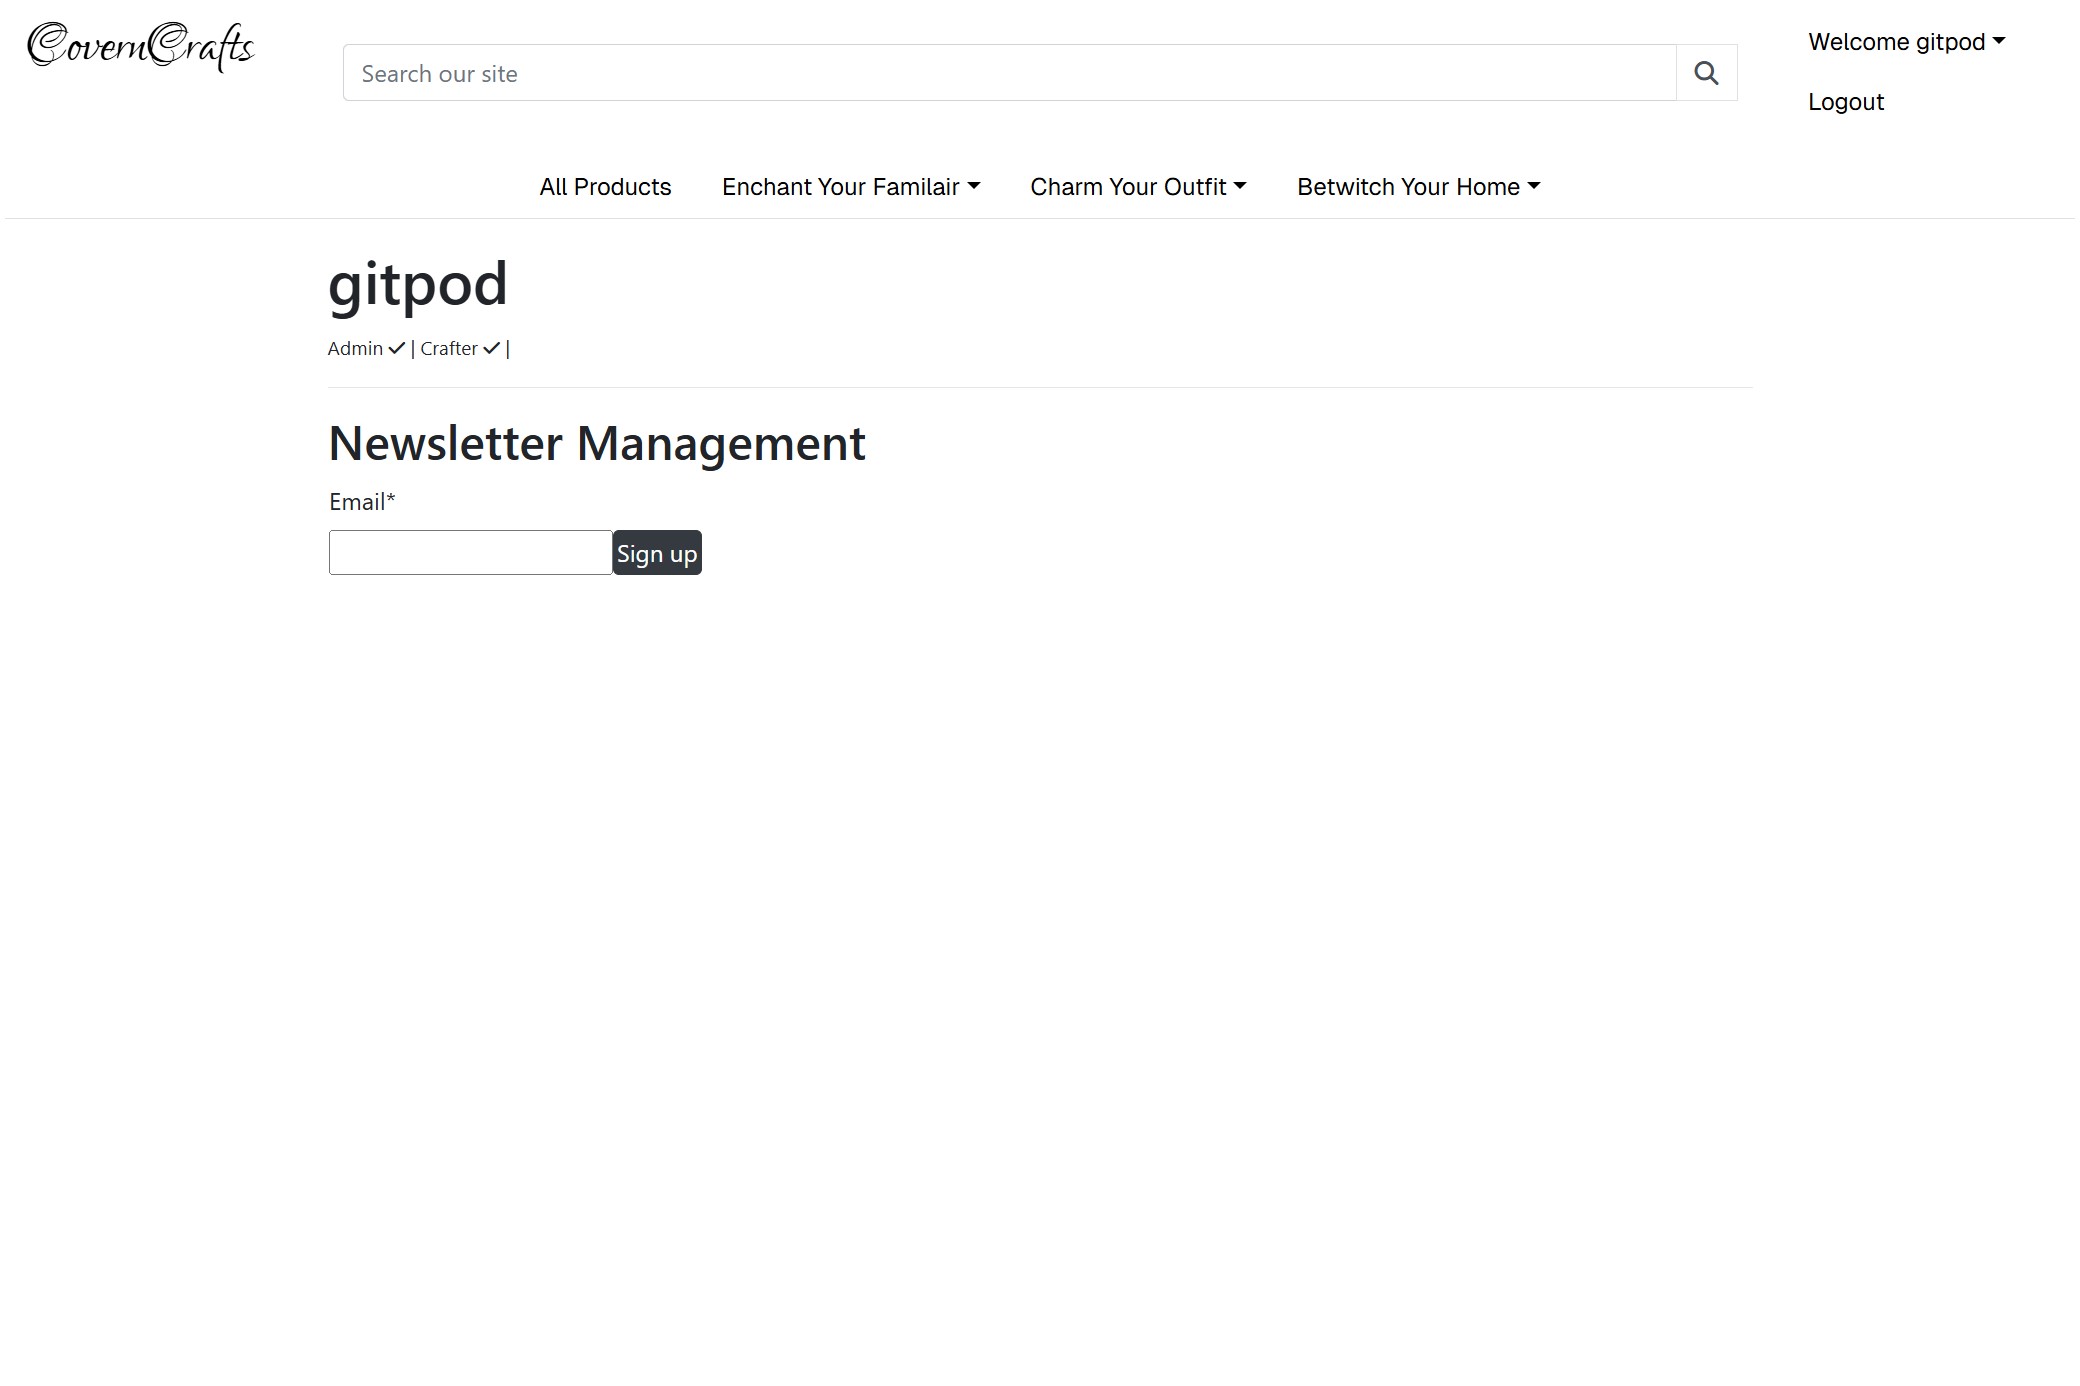 CovernCrafts
Search our site
Welcome gitpod
Logout
All Products
Enchant Your Familair
Charm Your Outfit
Betwitch Your Home
gitpod
Admin | Crafter |
Newsletter Management
Email*
Sign up